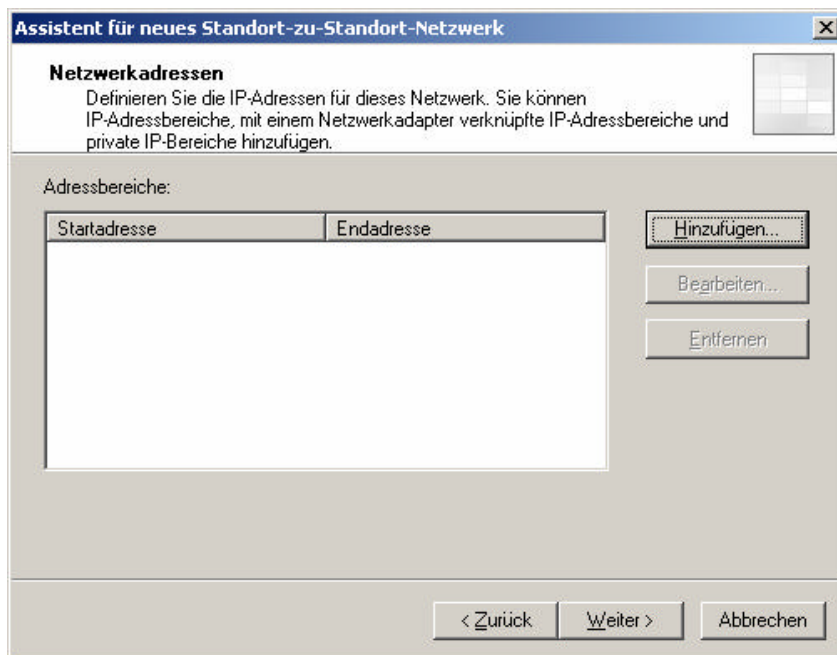 Assistent für neues Standort-zu-Standort-Netzwerk
Netzwerkadressen
Definieren Sie die IP-Adressen für dieses Netzwerk. Sie können
IP-Adressbereiche, mit einem Netzwerkadapter verknüpfte IP-Adressbereiche und
private IP-Bereiche hinzufügen.
Adressbereiche:
Startadresse Endadresse
Hinzufügen...
Bearbeiten...
Entfernen
< Zurück Weiter > Abbrechen